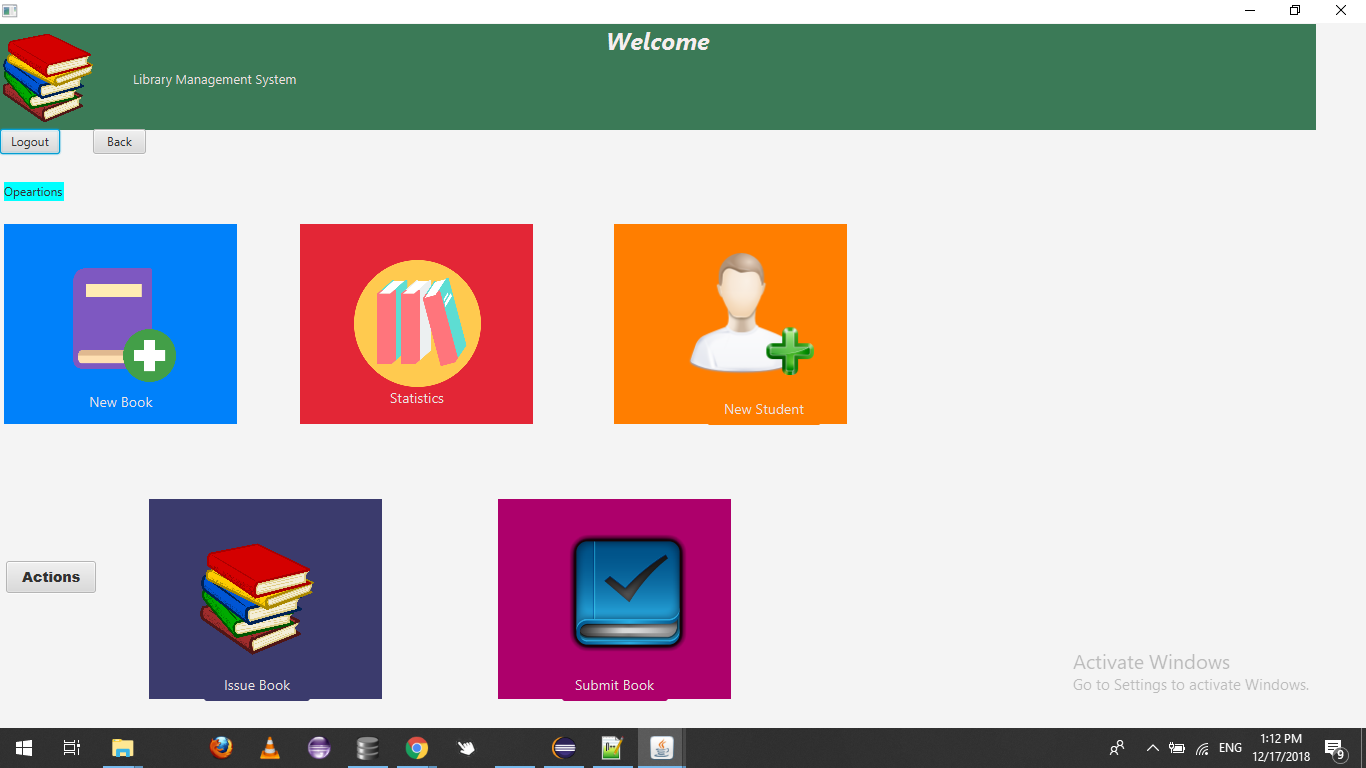 Welcome
Library Management System
Logout
Back
Opeartions
New Book
Statistics
New Student
Actions
Issue Book
Submit Book
Activate Windows
Go to Settings to activate Windows.
ENG
1:12 PM
12/17/2018
9